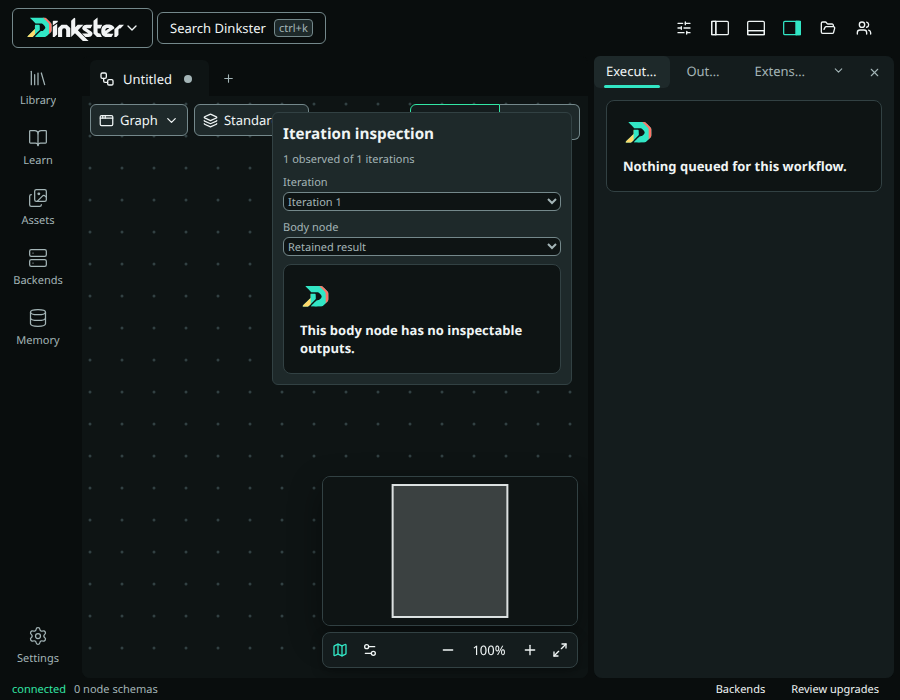 Dinkster
Search Dinkster ctrl+k
Library
Learn
Assets
Backends
Memory
Settings
Untitled
Graph
Standar
Iteration inspection
1 observed of 1 iterations
Iteration
Iteration 1
Body node
Retained result
This body node has no inspectable
outputs.
100%
Execut... Out... Extens...
Nothing queued for this workflow.
connected 0 node schemas
Backends Review upgrades